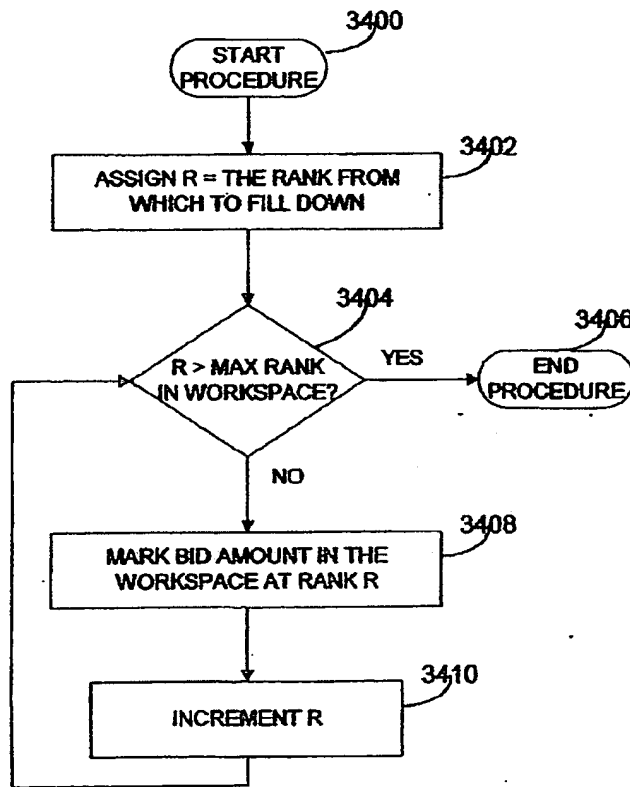 3400
START
PROCEDURE
3402
ASSIGN R = THE RANK FROM
WHICH TO FILL DOWN
3404
R > MAX RANK
IN WORKSPACE?
YES
3406
END
PROCEDURE
NO
3408
MARK BID AMOUNT IN THE
WORKSPACE AT RANK R
3410
INCREMENT R